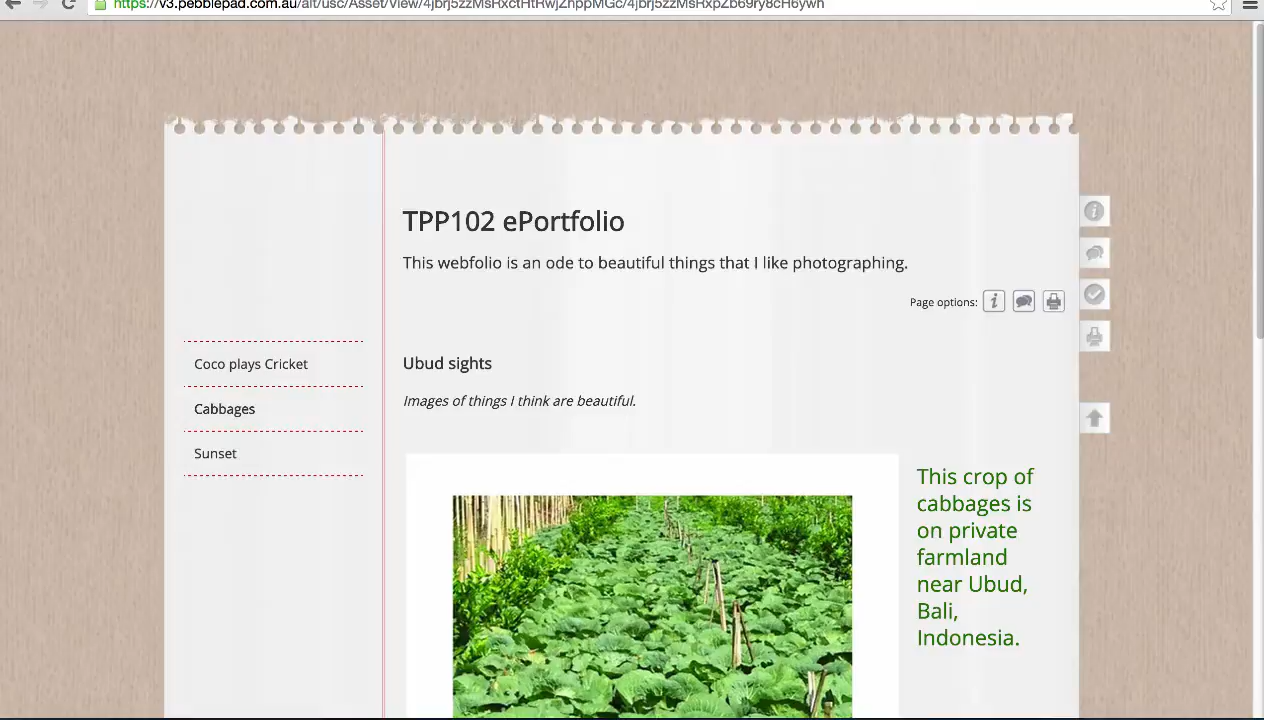 TPP102 ePortfolio
This webfolio is an ode to beautiful things that I like photographing.
Page options:
Coco plays Cricket
Cabbages
Sunset
Ubud sights
Images of things I think are beautiful.
This crop of
cabbages is
on private
farmland
near Ubud,
Bali,
Indonesia.